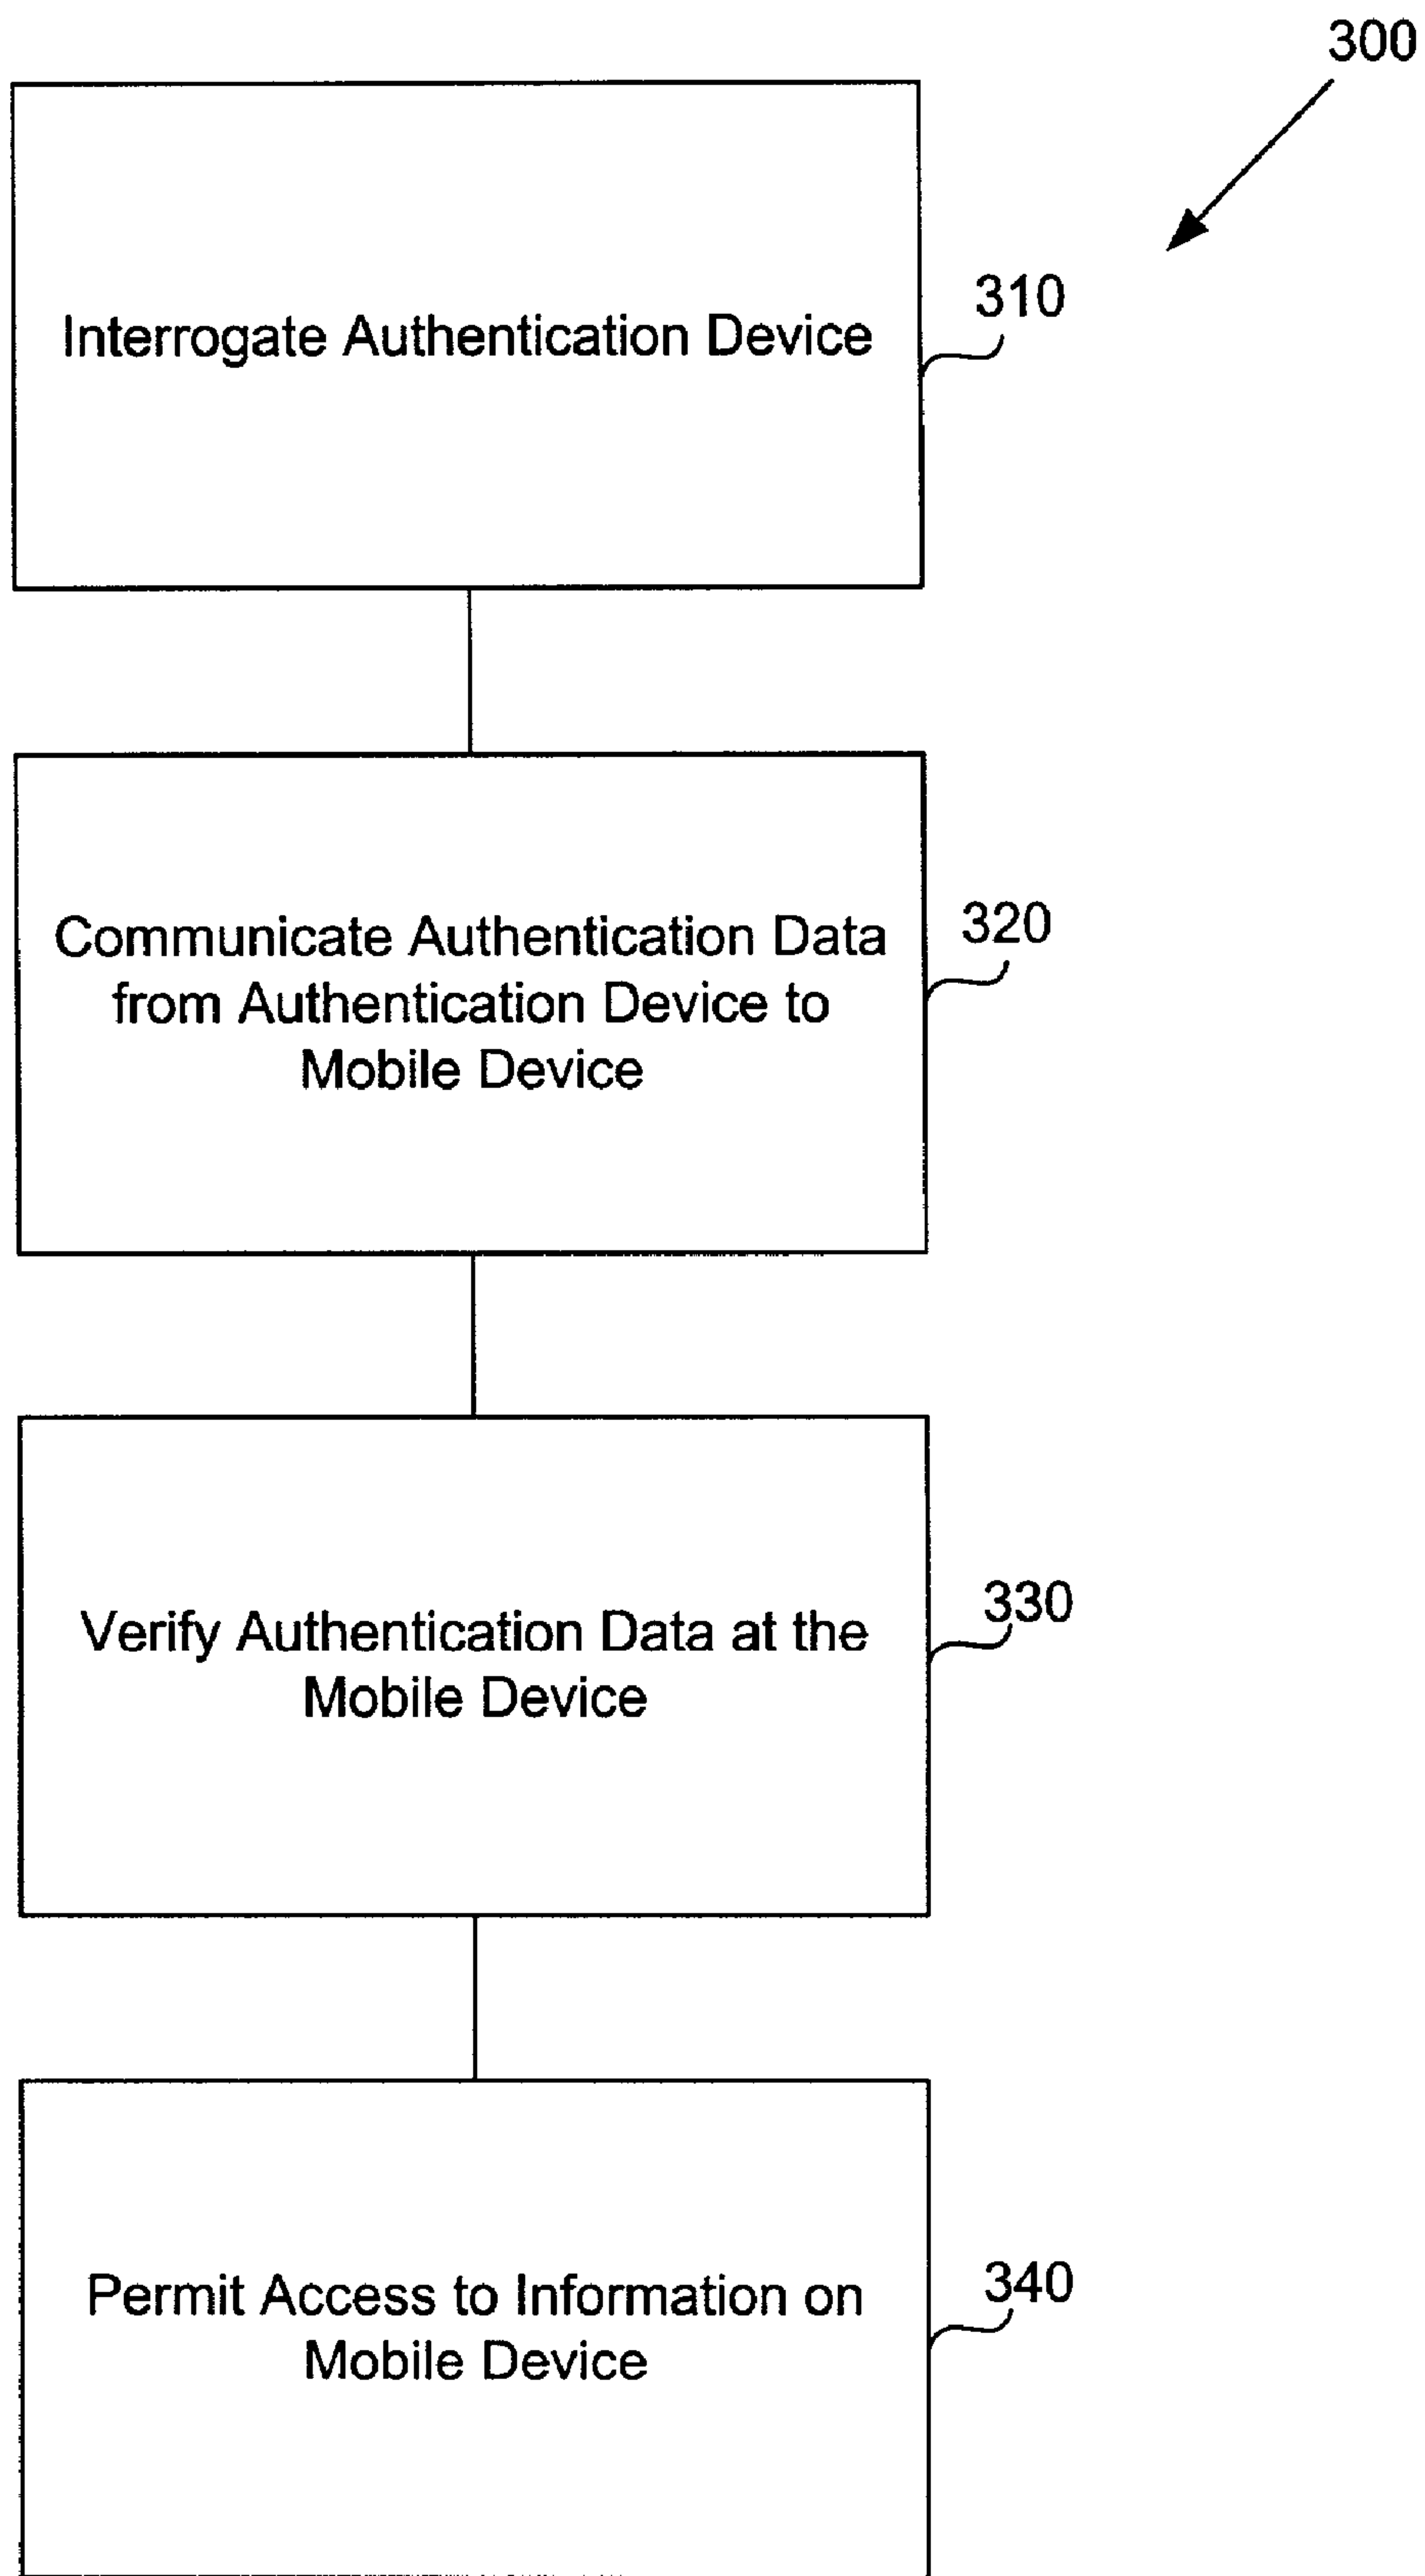 300
Interrogate Authentication Device
310
Communicate Authentication Data
from Authentication Device to
Mobile Device
320
Verify Authentication Data at the
Mobile Device
330
Permit Access to Information on
Mobile Device
340